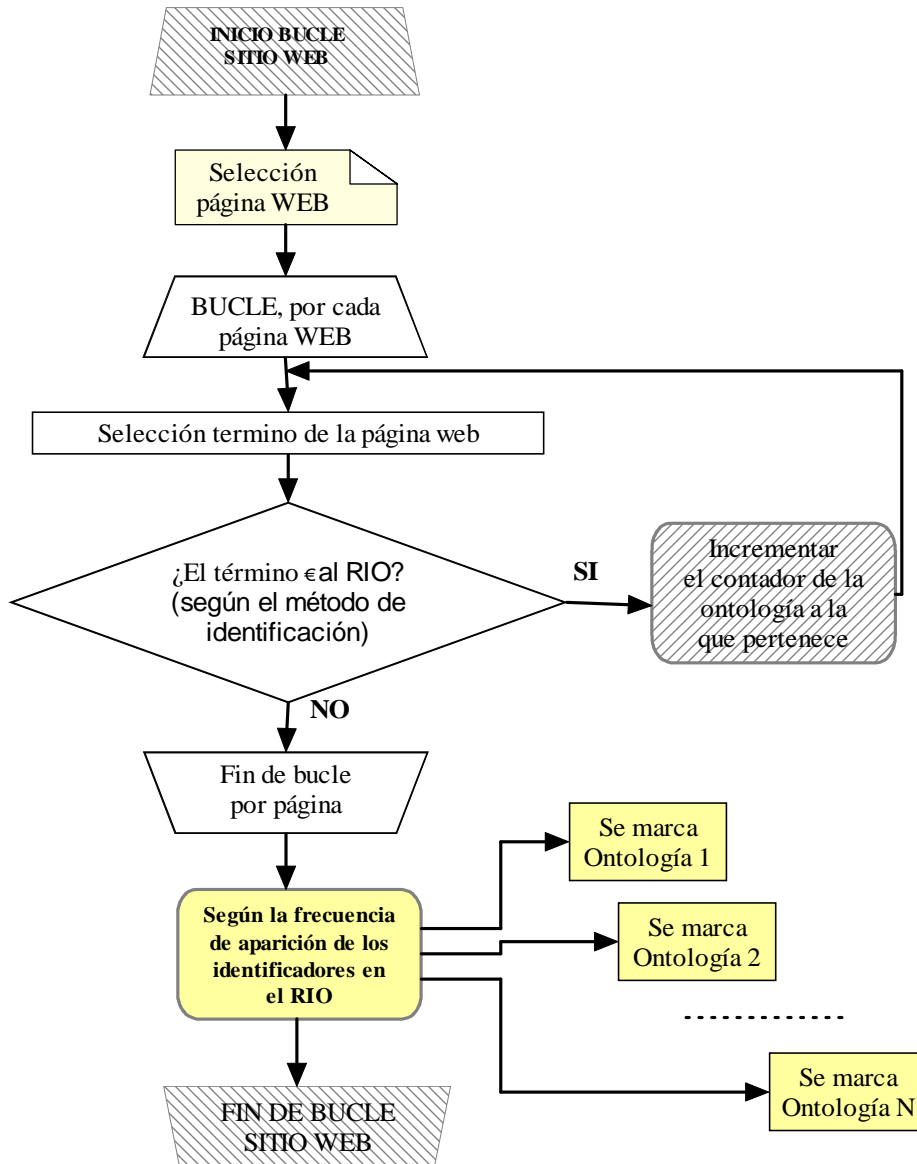 INICIO BUCLE
SITIO WEB
Selección
página WEB
BUCLE, por cada
página WEB
Selección termino de la página web
¿El término € al RIO?
(según el método de
identificación)
SI
Incrementar
el contador de la
ontología a la
que pertenece
NO
Fin de bucle
por página
Según la frecuencia
de aparición de los
identificadores en
el RIO
Se marca
Ontología 1
Se marca
Ontología 2
Se marca
Ontología N
FIN DE BUCLE
SITIO WEB